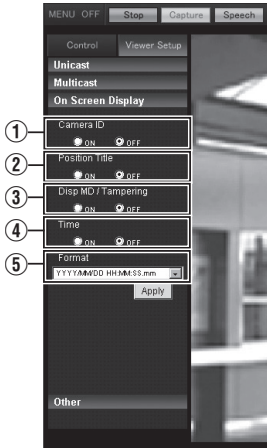 MENU OFF Stop Capture Speech
Control Viewer Setup
Unicast
Multicast
On Screen Display
① Camera ID
ON OFF
② Position Title
ON OFF
③ Disp MD / Tampering
ON OFF
④ Time
ON OFF
⑤ Format
YYYY/MM/DD HH:MM:SS.mm
Apply
Other